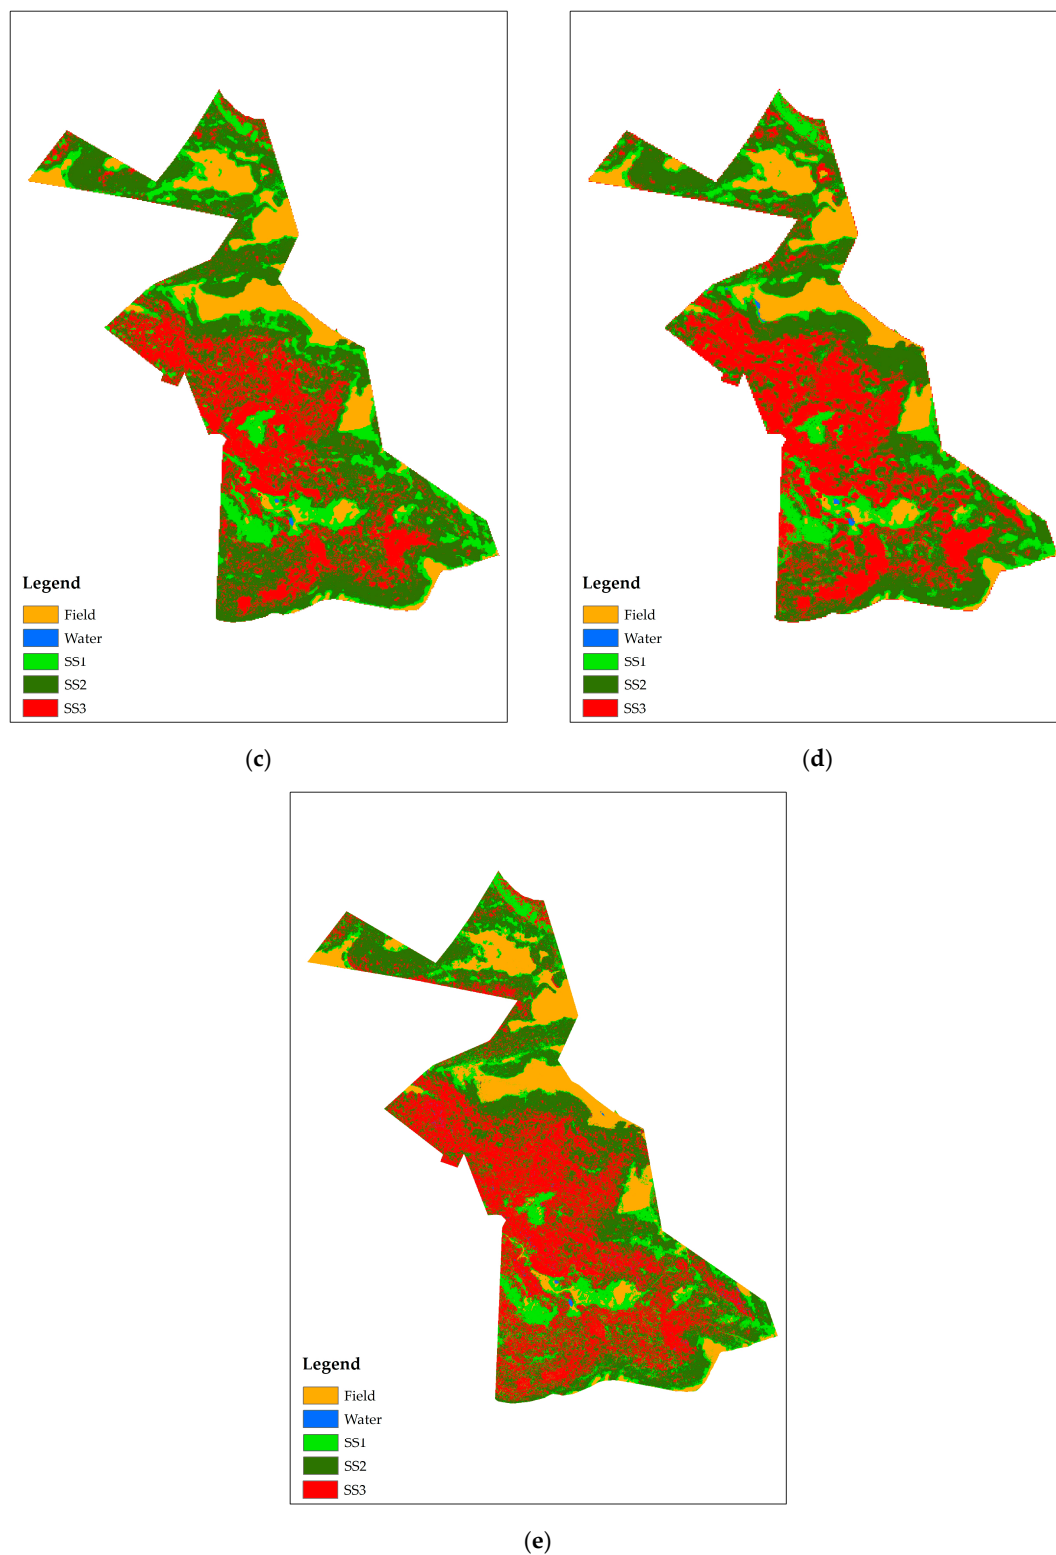 Legend
Field
Water
SS1
SS2
SS3
(c)
Legend
Field
Water
SS1
SS2
SS3
(d)
Legend
Field
Water
SS1
SS2
SS3
(e)